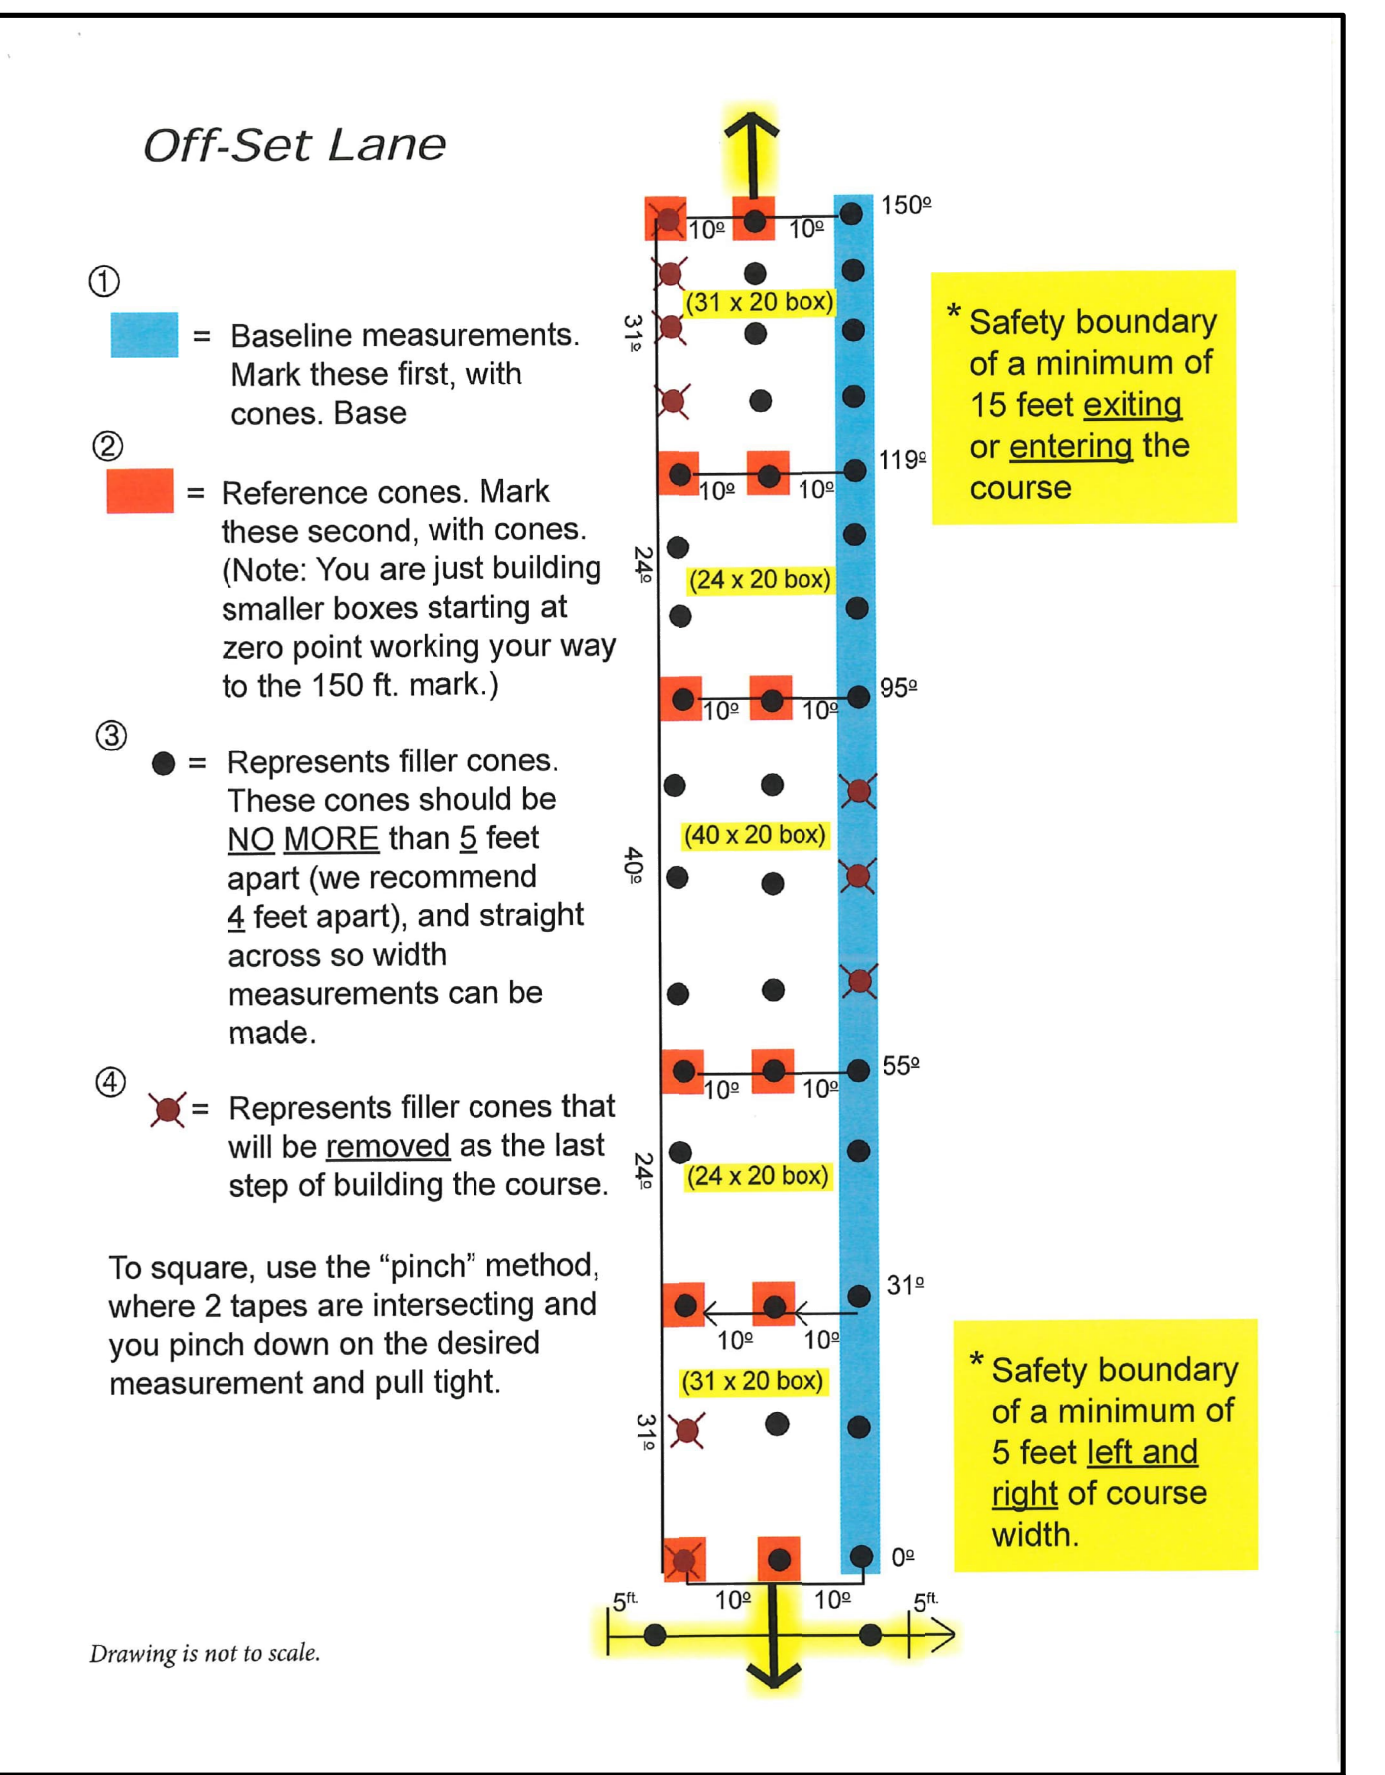 Off-Set Lane
①
= Baseline measurements.
Mark these first, with
cones. Base
②
= Reference cones. Mark
these second, with cones.
(Note: You are just building
smaller boxes starting at
zero point working your way
to the 150 ft. mark.)
③
= Represents filler cones.
These cones should be
NO MORE than 5 feet
apart (we recommend
4 feet apart), and straight
across so width
measurements can be
made.
④
= Represents filler cones that
will be removed as the last
step of building the course.
To square, use the “pinch” method,
where 2 tapes are intersecting and
you pinch down on the desired
measurement and pull tight.
Drawing is not to scale.
150º
10º 10º
(31 x 20 box)
31º
119º
10º 10º
24º
(24 x 20 box)
95º
10º 10º
(40 x 20 box)
40º
55º
10º 10º
24º
(24 x 20 box)
31º
10º 10º
(31 x 20 box)
31º
0º
10º 10º
5ft. 5ft.
* Safety boundary
of a minimum of
15 feet exiting
or entering the
course
* Safety boundary
of a minimum of
5 feet left and
right of course
width.